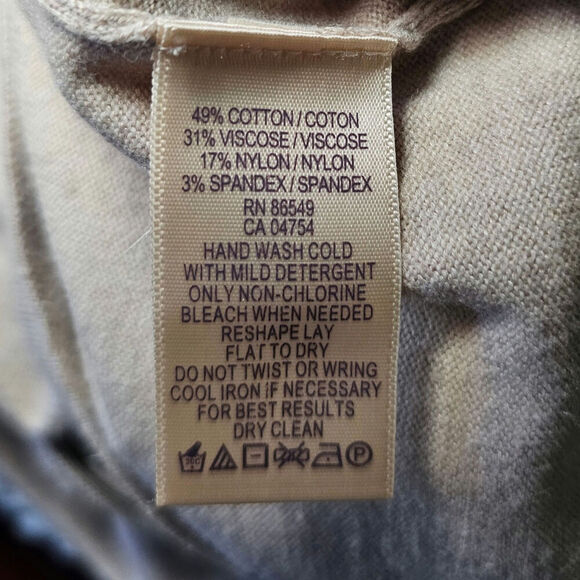 49% COTTON / COTON
31% VISCOSE / VISCOSE
17% NYLON / NYLON
3% SPANDEX / SPANDEX
RN 86549
CA 04754
HAND WASH COLD
WITH MILD DETERGENT
ONLY NON-CHLORINE
BLEACH WHEN NEEDED
RESHAPE LAY
FLAT TO DRY
DO NOT TWIST OR WRING
COOL IRON IF NECESSARY
FOR BEST RESULTS
DRY CLEAN
P